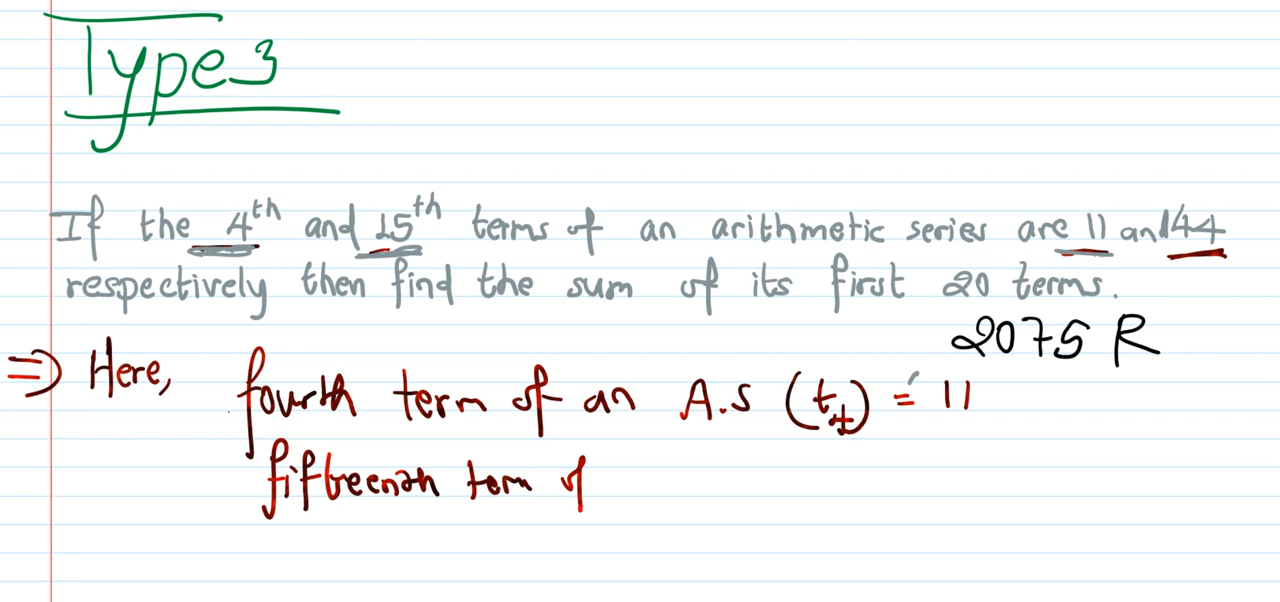 Type 3
If the 4th and 15th terms of an arithmetic series are 11 and 44
respectively then find the sum of its first 20 terms.
2075 R
⇒ Here, fourth term of an A.S (t4) = 11
fifteenth term of